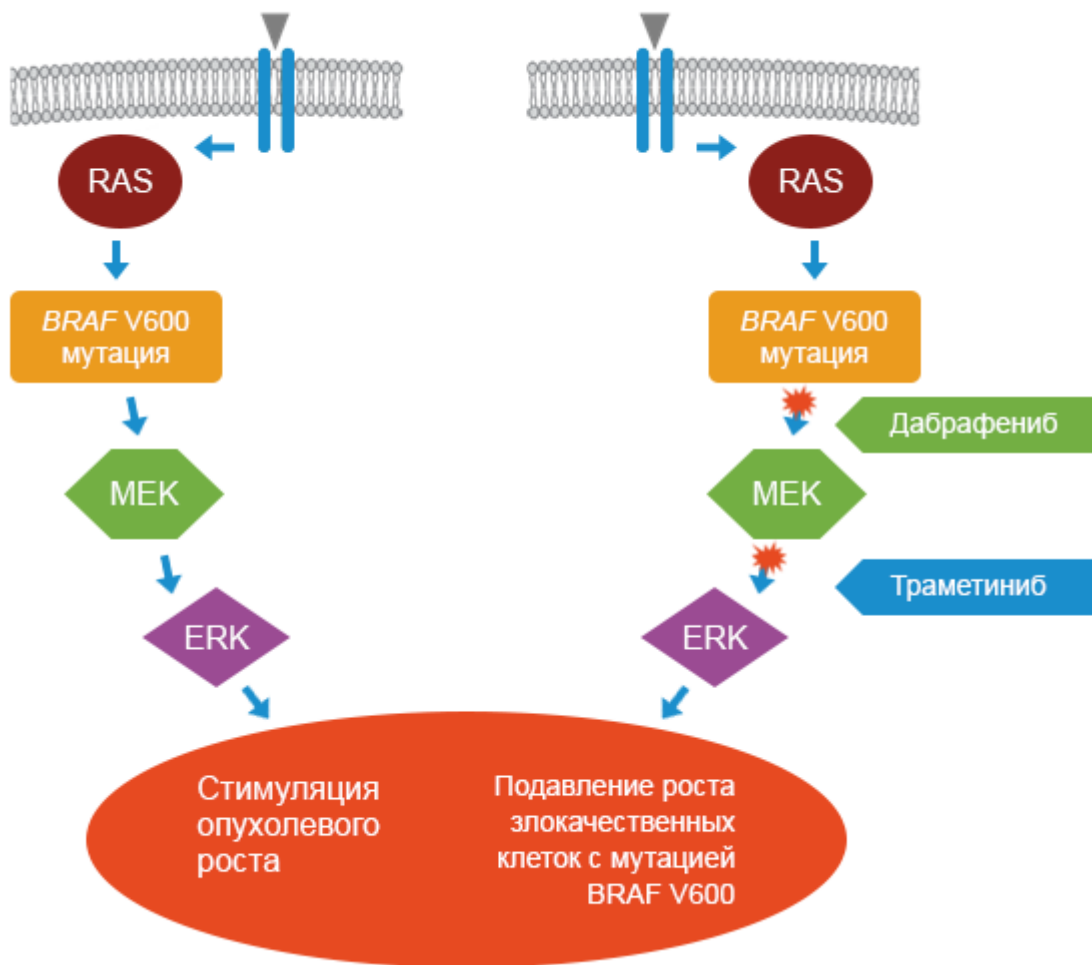 RAS
BRAF V600
мутация
MEK
ERK
Стимуляция
опухолевого
роста
RAS
BRAF V600
мутация
Дабрафениб
MEK
Траметиниб
ERK
Подавление роста
злокачественных
клеток с мутацией
BRAF V600